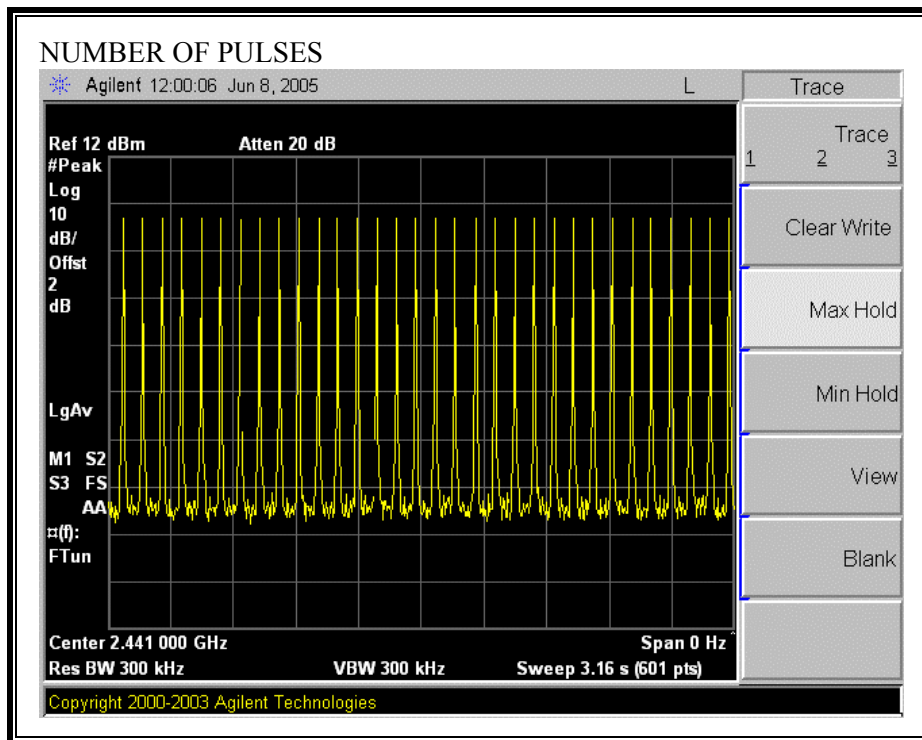 NUMBER OF PULSES
Agilent 12:00:06 Jun 8, 2005 L Trace
Ref 12 dBm Atten 20 dB
#Peak
Log
10
dB/
Offst
2
dB
LgAv
M1 S2
S3 FS
AA
¤(f):
FTun
Center 2.441 000 GHz Span 0 Hz^
Res BW 300 kHz VBW 300 kHz Sweep 3.16 s (601 pts)
Copyright 2000-2003 Agilent Technologies
Trace
1 2 3
Clear Write
Max Hold
Min Hold
View
Blank